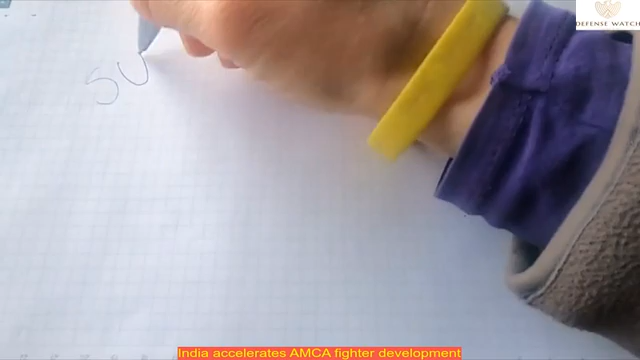 DEFENSE WATCH
SU
India accelerates AMCA fighter development